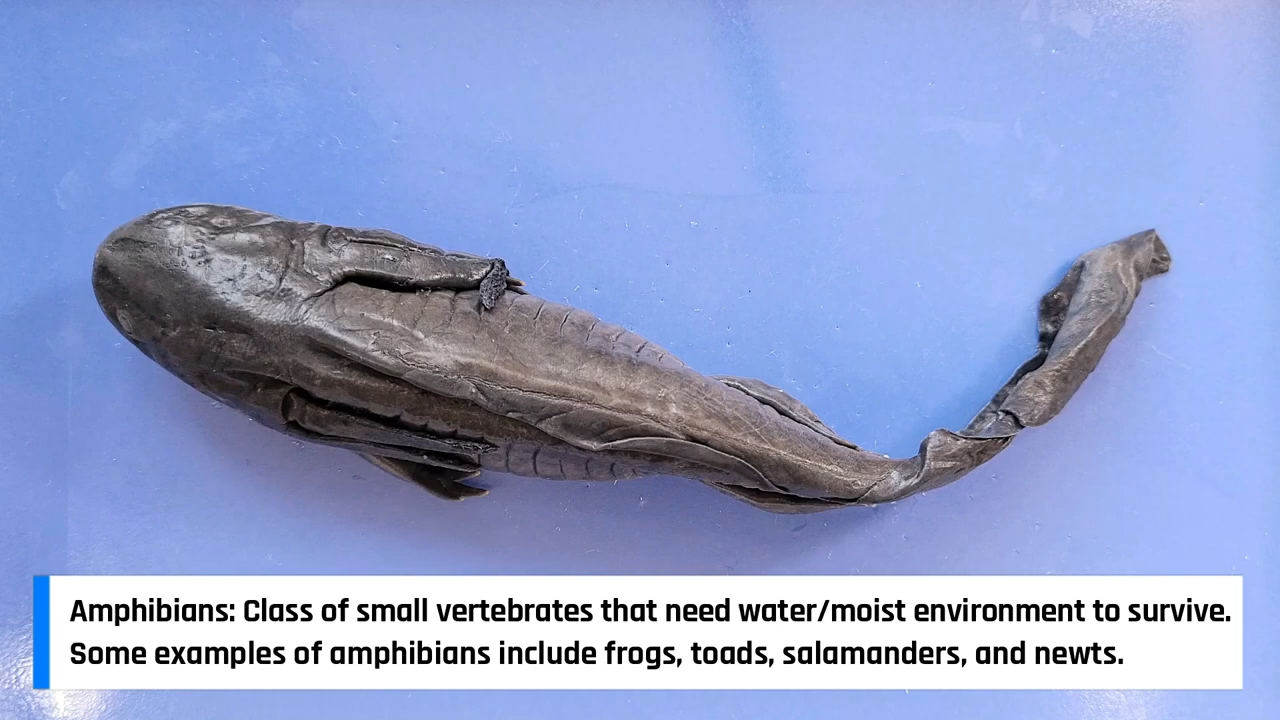 Amphibians: Class of small vertebrates that need water/moist environment to survive.
Some examples of amphibians include frogs, toads, salamanders, and newts.